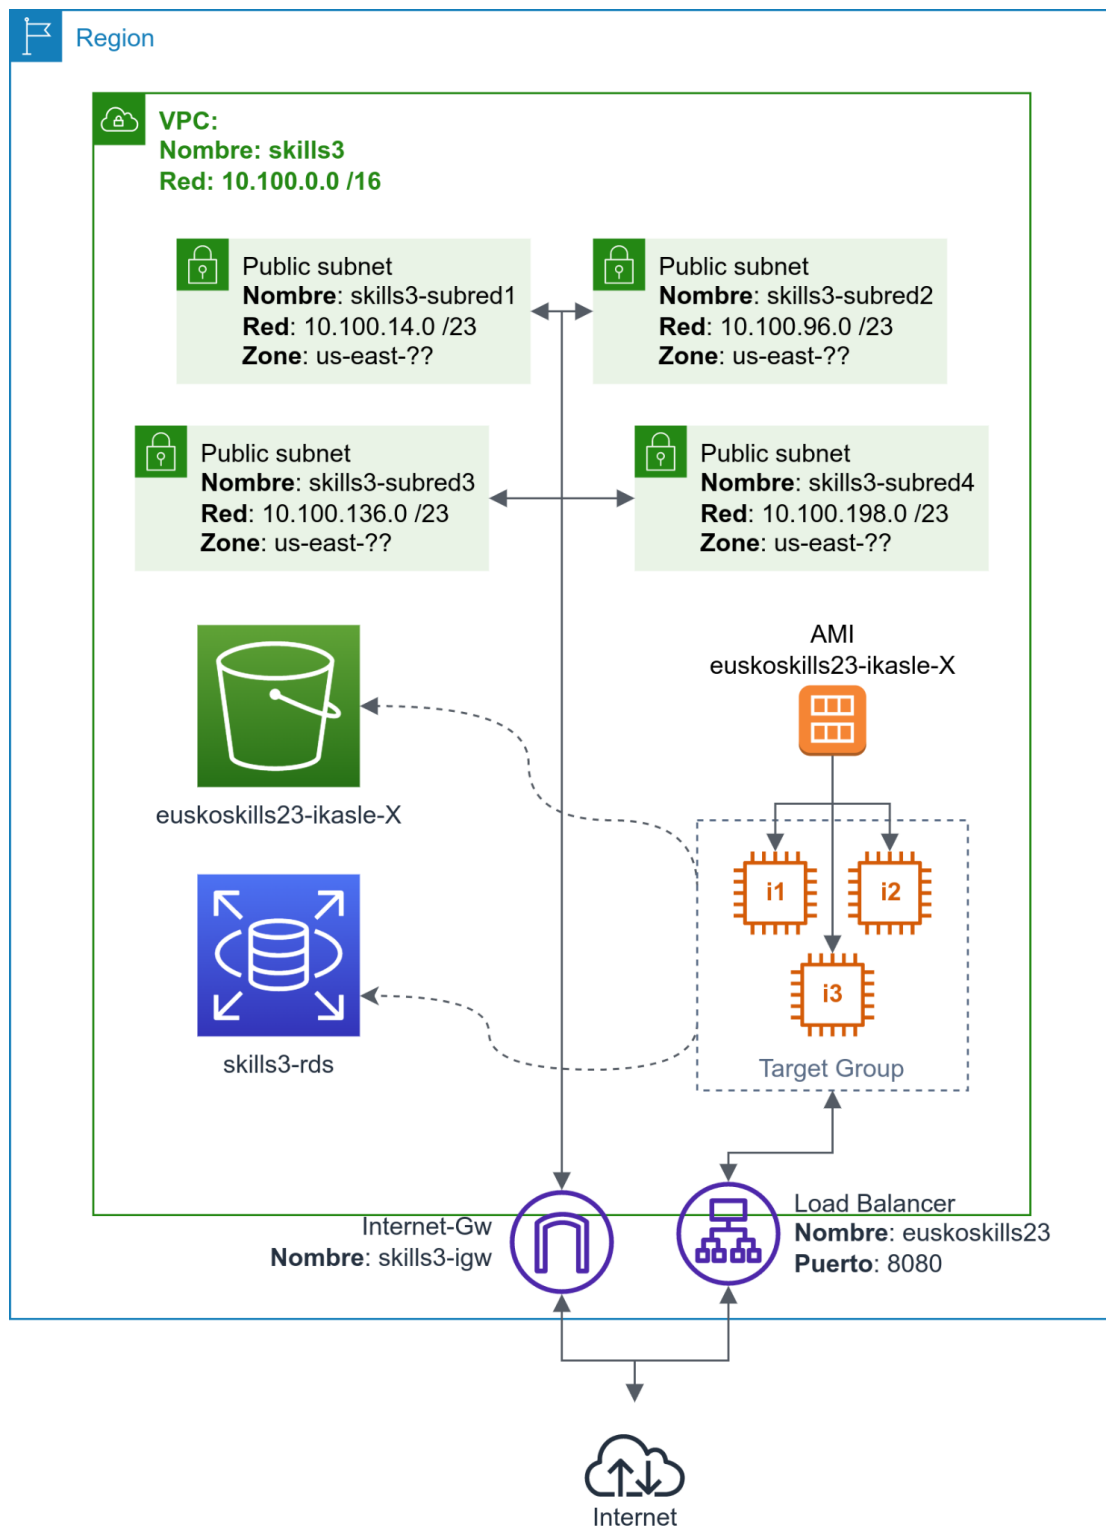 Region
VPC:
Nombre: skills3
Red: 10.100.0.0 /16
Public subnet
Nombre: skills3-subred1
Red: 10.100.14.0 /23
Zone: us-east-??
Public subnet
Nombre: skills3-subred2
Red: 10.100.96.0 /23
Zone: us-east-??
Public subnet
Nombre: skills3-subred3
Red: 10.100.136.0 /23
Zone: us-east-??
Public subnet
Nombre: skills3-subred4
Red: 10.100.198.0 /23
Zone: us-east-??
AMI
euskoskills23-ikasle-X
euskoskills23-ikasle-X
i1
i2
i3
Target Group
skills3-rds
Internet-Gw
Nombre: skills3-igw
Load Balancer
Nombre: euskoskills23
Puerto: 8080
Internet